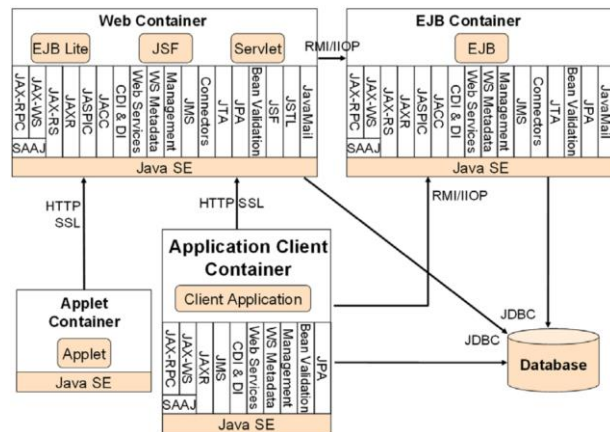 Web Container
EJB Lite
JSF
Servlet
JAX-RPC
JAX-WS
SAAJ
JAX-RS
JAXR
JASPIC
JACC
CDI & DI
Web Services
WS Metadata
Management
JMS
Connectors
JTA
JPA
Bean Validation
JSF
JSTL
JavaMail
Java SE
RMI/IIOP
EJB Container
EJB
JAX-RPC
JAX-WS
SAAJ
JAX-RS
JAXR
JASPIC
JACC
CDI & DI
Web Services
WS Metadata
Management
JMS
Connectors
JTA
JPA
Bean Validation
JavaMail
Java SE
HTTP
SSL
HTTP SSL
RMI/IIOP
Applet
Container
Applet
Java SE
Application Client
Container
Client Application
JAX-RPC
JAX-WS
SAAJ
JAXR
JMS
CDI & DI
Web Services
WS Metadata
Management
Bean Validation
JPA
Java SE
JDBC
JDBC
Database